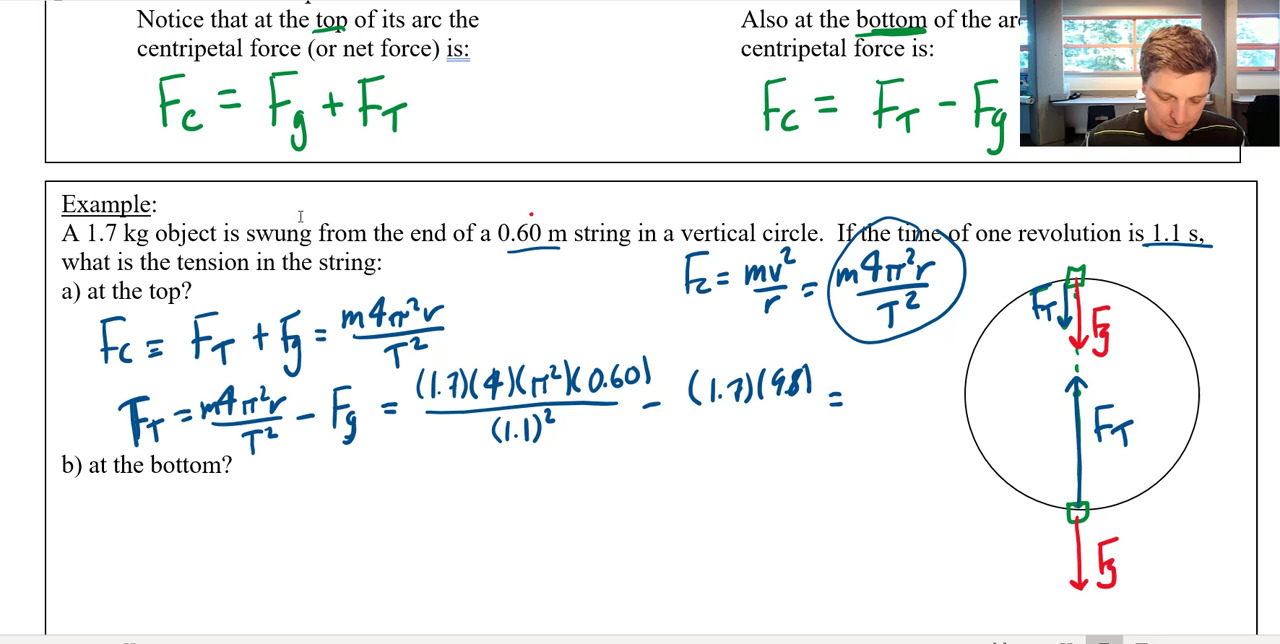 Notice that at the top of its arc the
centripetal force (or net force) is:
Fc = Fg + FT
Also at the bottom of the arc
centripetal force is:
Fc = FT - Fg
Example:
A 1.7 kg object is swung from the end of a 0.60 m string in a vertical circle. If the time of one revolution is 1.1 s,
what is the tension in the string:
a) at the top?
Fc = mv²/r = m4π²r/T²
Fc = FT + Fg = m4π²r/T²
FT = m4π²r/T² - Fg = (1.7)(4)(π²)(0.60)/(1.1)² - (1.7)(9.8) =
b) at the bottom?
FT
Fg
FT
Fg